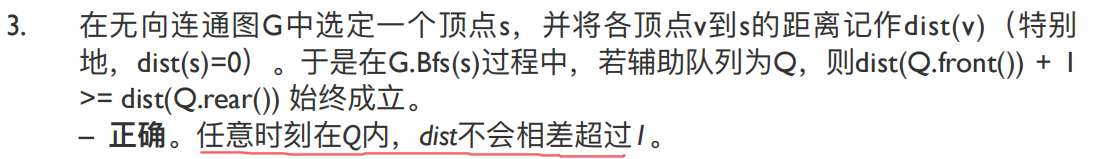 3. 在无向连通图G中选定一个顶点s，并将各顶点v到s的距离记作dist(v)（特别
地，dist(s)=0）。于是在G.Bfs(s)过程中，若辅助队列为Q，则dist(Q.front()) + 1
>= dist(Q.rear()) 始终成立。
– 正确。任意时刻在Q内，dist不会相差超过1。